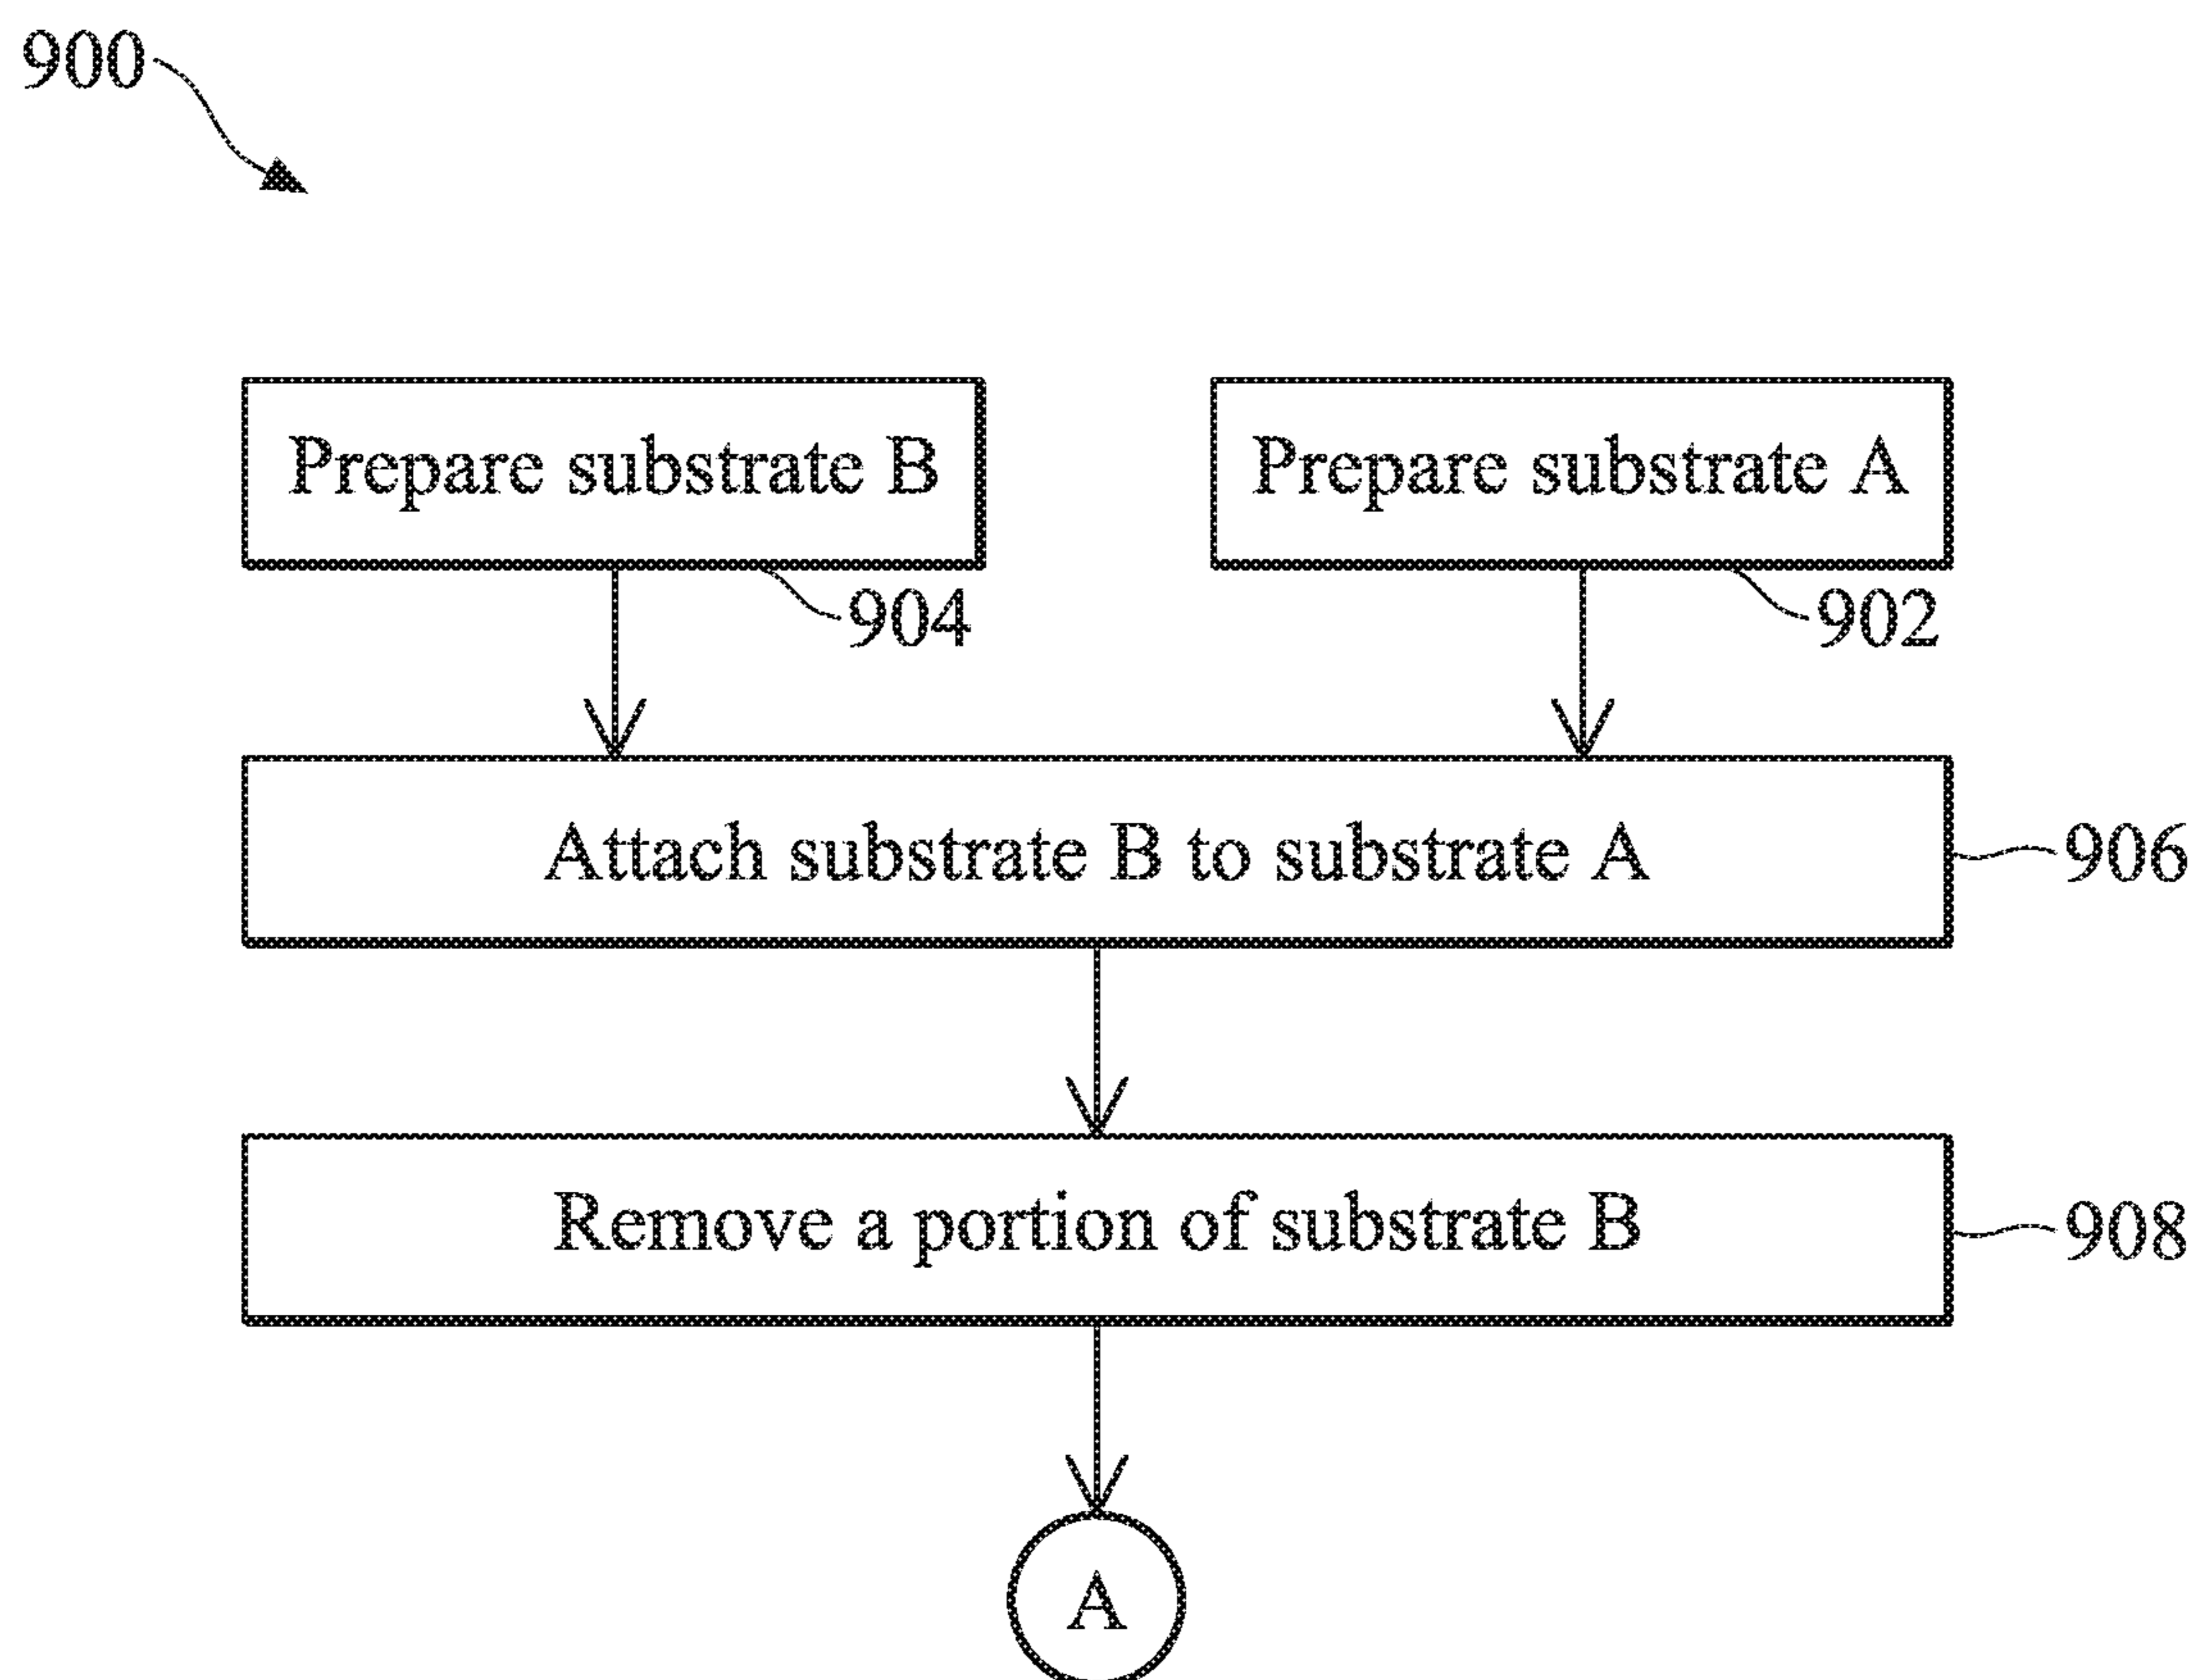 900
Prepare substrate B
Prepare substrate A
904
902
Attach substrate B to substrate A
906
Remove a portion of substrate B
908
A